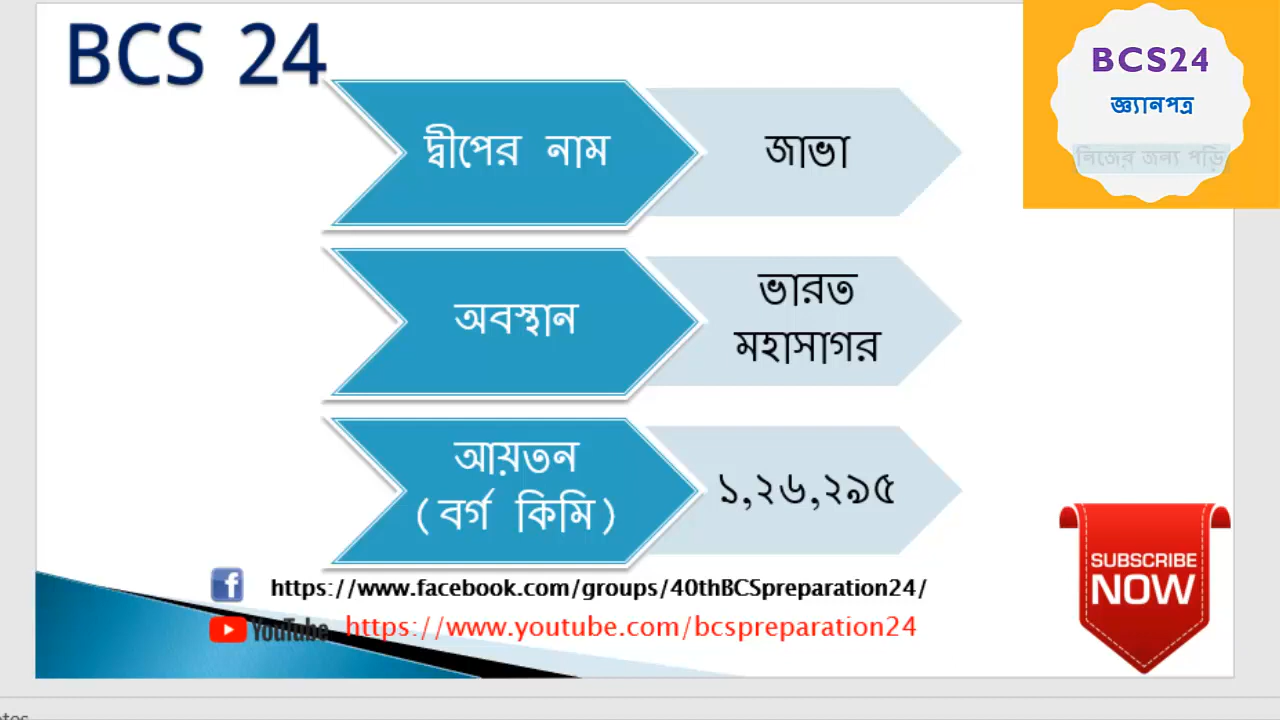 BCS 24
BCS24
জ্ঞ্যানপত্র
নিজের জন্য পড়ি
দ্বীপের নাম
জাভা
অবস্থান
ভারত
মহাসাগর
আয়তন
(বর্গ কিমি)
১,২৬,২৯৫
https://www.facebook.com/groups/40thBCSpreparation24/
YouTube https://www.youtube.com/bcspreparation24
SUBSCRIBE
NOW